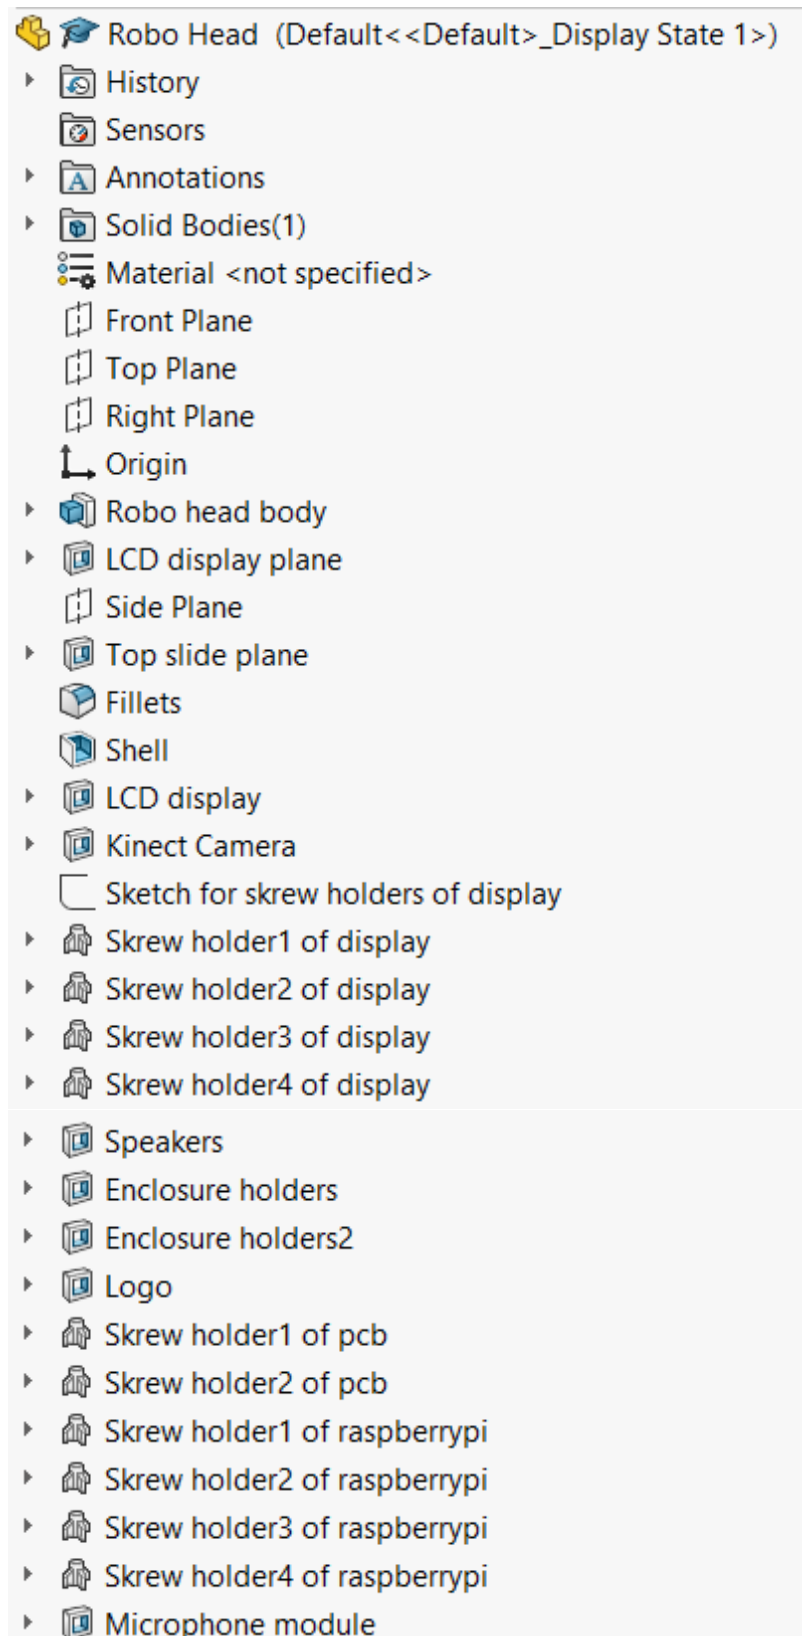 Robo Head (Default<<Default>_Display State 1>)
History
Sensors
Annotations
Solid Bodies(1)
Material <not specified>
Front Plane
Top Plane
Right Plane
Origin
Robo head body
LCD display plane
Side Plane
Top slide plane
Fillets
Shell
LCD display
Kinect Camera
Sketch for skrew holders of display
Skrew holder1 of display
Skrew holder2 of display
Skrew holder3 of display
Skrew holder4 of display
Speakers
Enclosure holders
Enclosure holders2
Logo
Skrew holder1 of pcb
Skrew holder2 of pcb
Skrew holder1 of raspberrypi
Skrew holder2 of raspberrypi
Skrew holder3 of raspberrypi
Skrew holder4 of raspberrypi
Microphone module